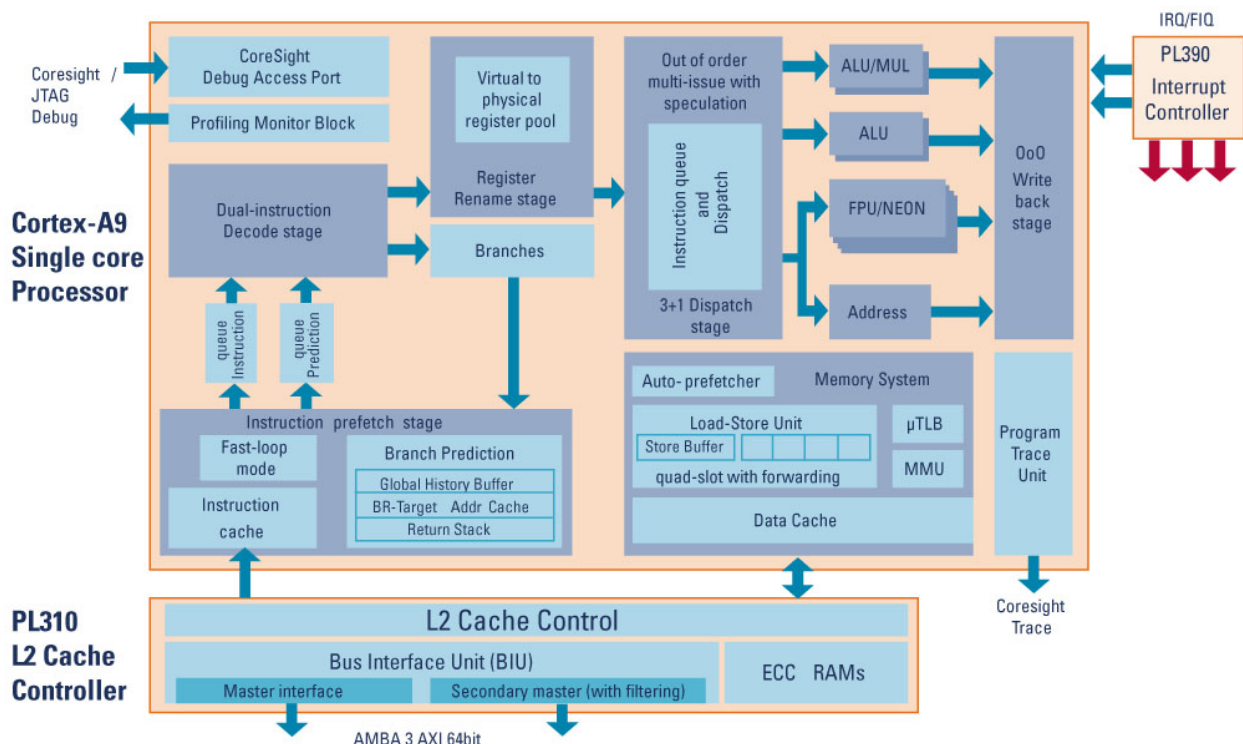 IRQ/FIQ
CoreSight
Debug Access Port
Profiling Monitor Block
Coresight /
JTAG
Debug
Virtual to
physical
register pool
Register
Rename stage
Out of order
multi-issue with
speculation
Instruction queue
and
Dispatch
3+1 Dispatch
stage
ALU/MUL
ALU
FPU/NEON
Address
OoO
Write
back
stage
PL390
Interrupt
Controller
Cortex-A9
Single core
Processor
Dual-instruction
Decode stage
Branches
queue
Instruction
queue
Prediction
Instruction prefetch stage
Fast-loop
mode
Instruction
cache
Branch Prediction
Global History Buffer
BR-Target Addr Cache
Return Stack
Auto-prefetcher
Memory System
Load-Store Unit
Store Buffer
quad-slot with forwarding
µTLB
MMU
Data Cache
Program
Trace
Unit
Coresight
Trace
PL310
L2 Cache
Controller
L2 Cache Control
Bus Interface Unit (BIU)
Master interface
Secondary master (with filtering)
ECC RAMs
AMBA 3 AXI 64bit